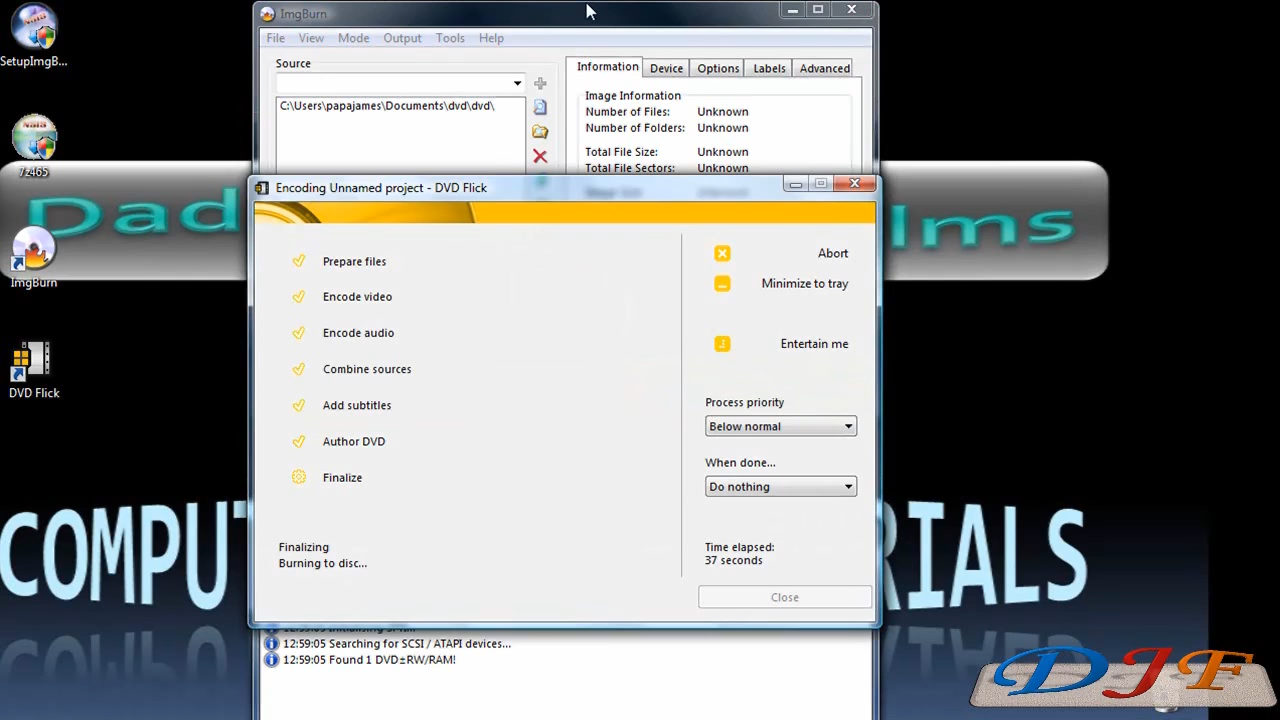 SetupImgB...
7z465
ImgBurn
DVD Flick
ImgBurn
File View Mode Output Tools Help
Source
C:\Users\papajames\Documents\dvd\dvd\
Information Device Options Labels Advanced
Image Information
Number of Files: Unknown
Number of Folders: Unknown
Total File Size: Unknown
Total File Sectors: Unknown
Encoding Unnamed project - DVD Flick
Prepare files
Encode video
Encode audio
Combine sources
Add subtitles
Author DVD
Finalize
Finalizing
Burning to disc...
Abort
Minimize to tray
Entertain me
Process priority
Below normal
When done...
Do nothing
Time elapsed:
37 seconds
Close
12:59:05 Searching for SCSI / ATAPI devices...
12:59:05 Found 1 DVD±RW/RAM!
Dad
lms
COMPUT
RIALS
DJF